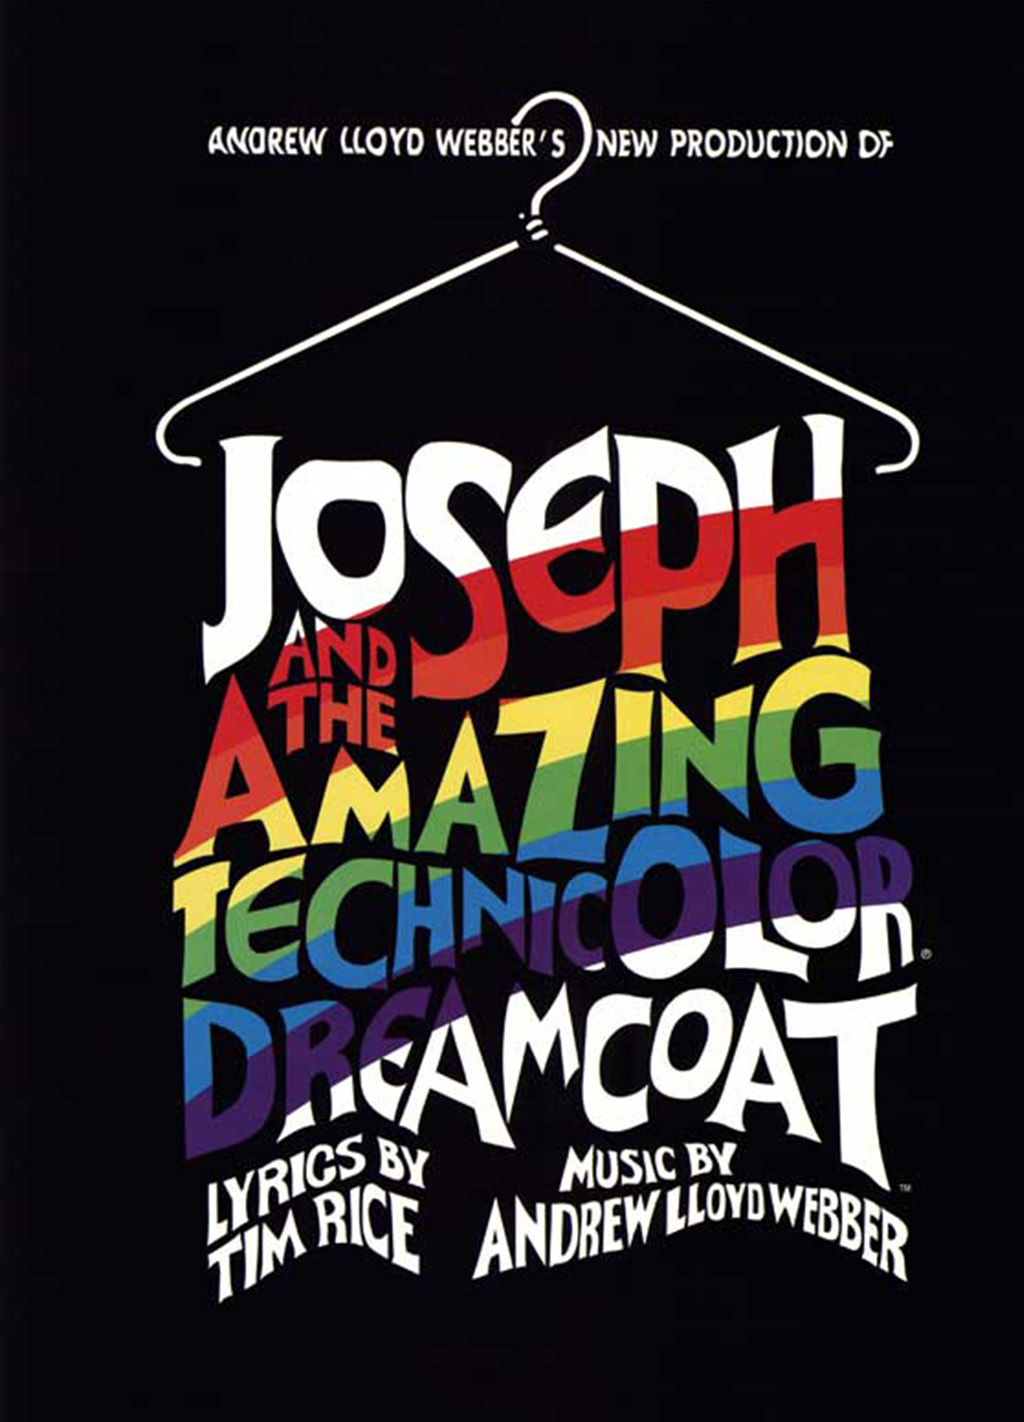 ANDREW LLOYD WEBBER'S NEW PRODUCTION OF
JOSEPH
AND
THE
AMAZING
TECHNICOLOR®
DREAMCOAT™
LYRICS BY
TIM RICE
MUSIC BY
ANDREW LLOYD WEBBER